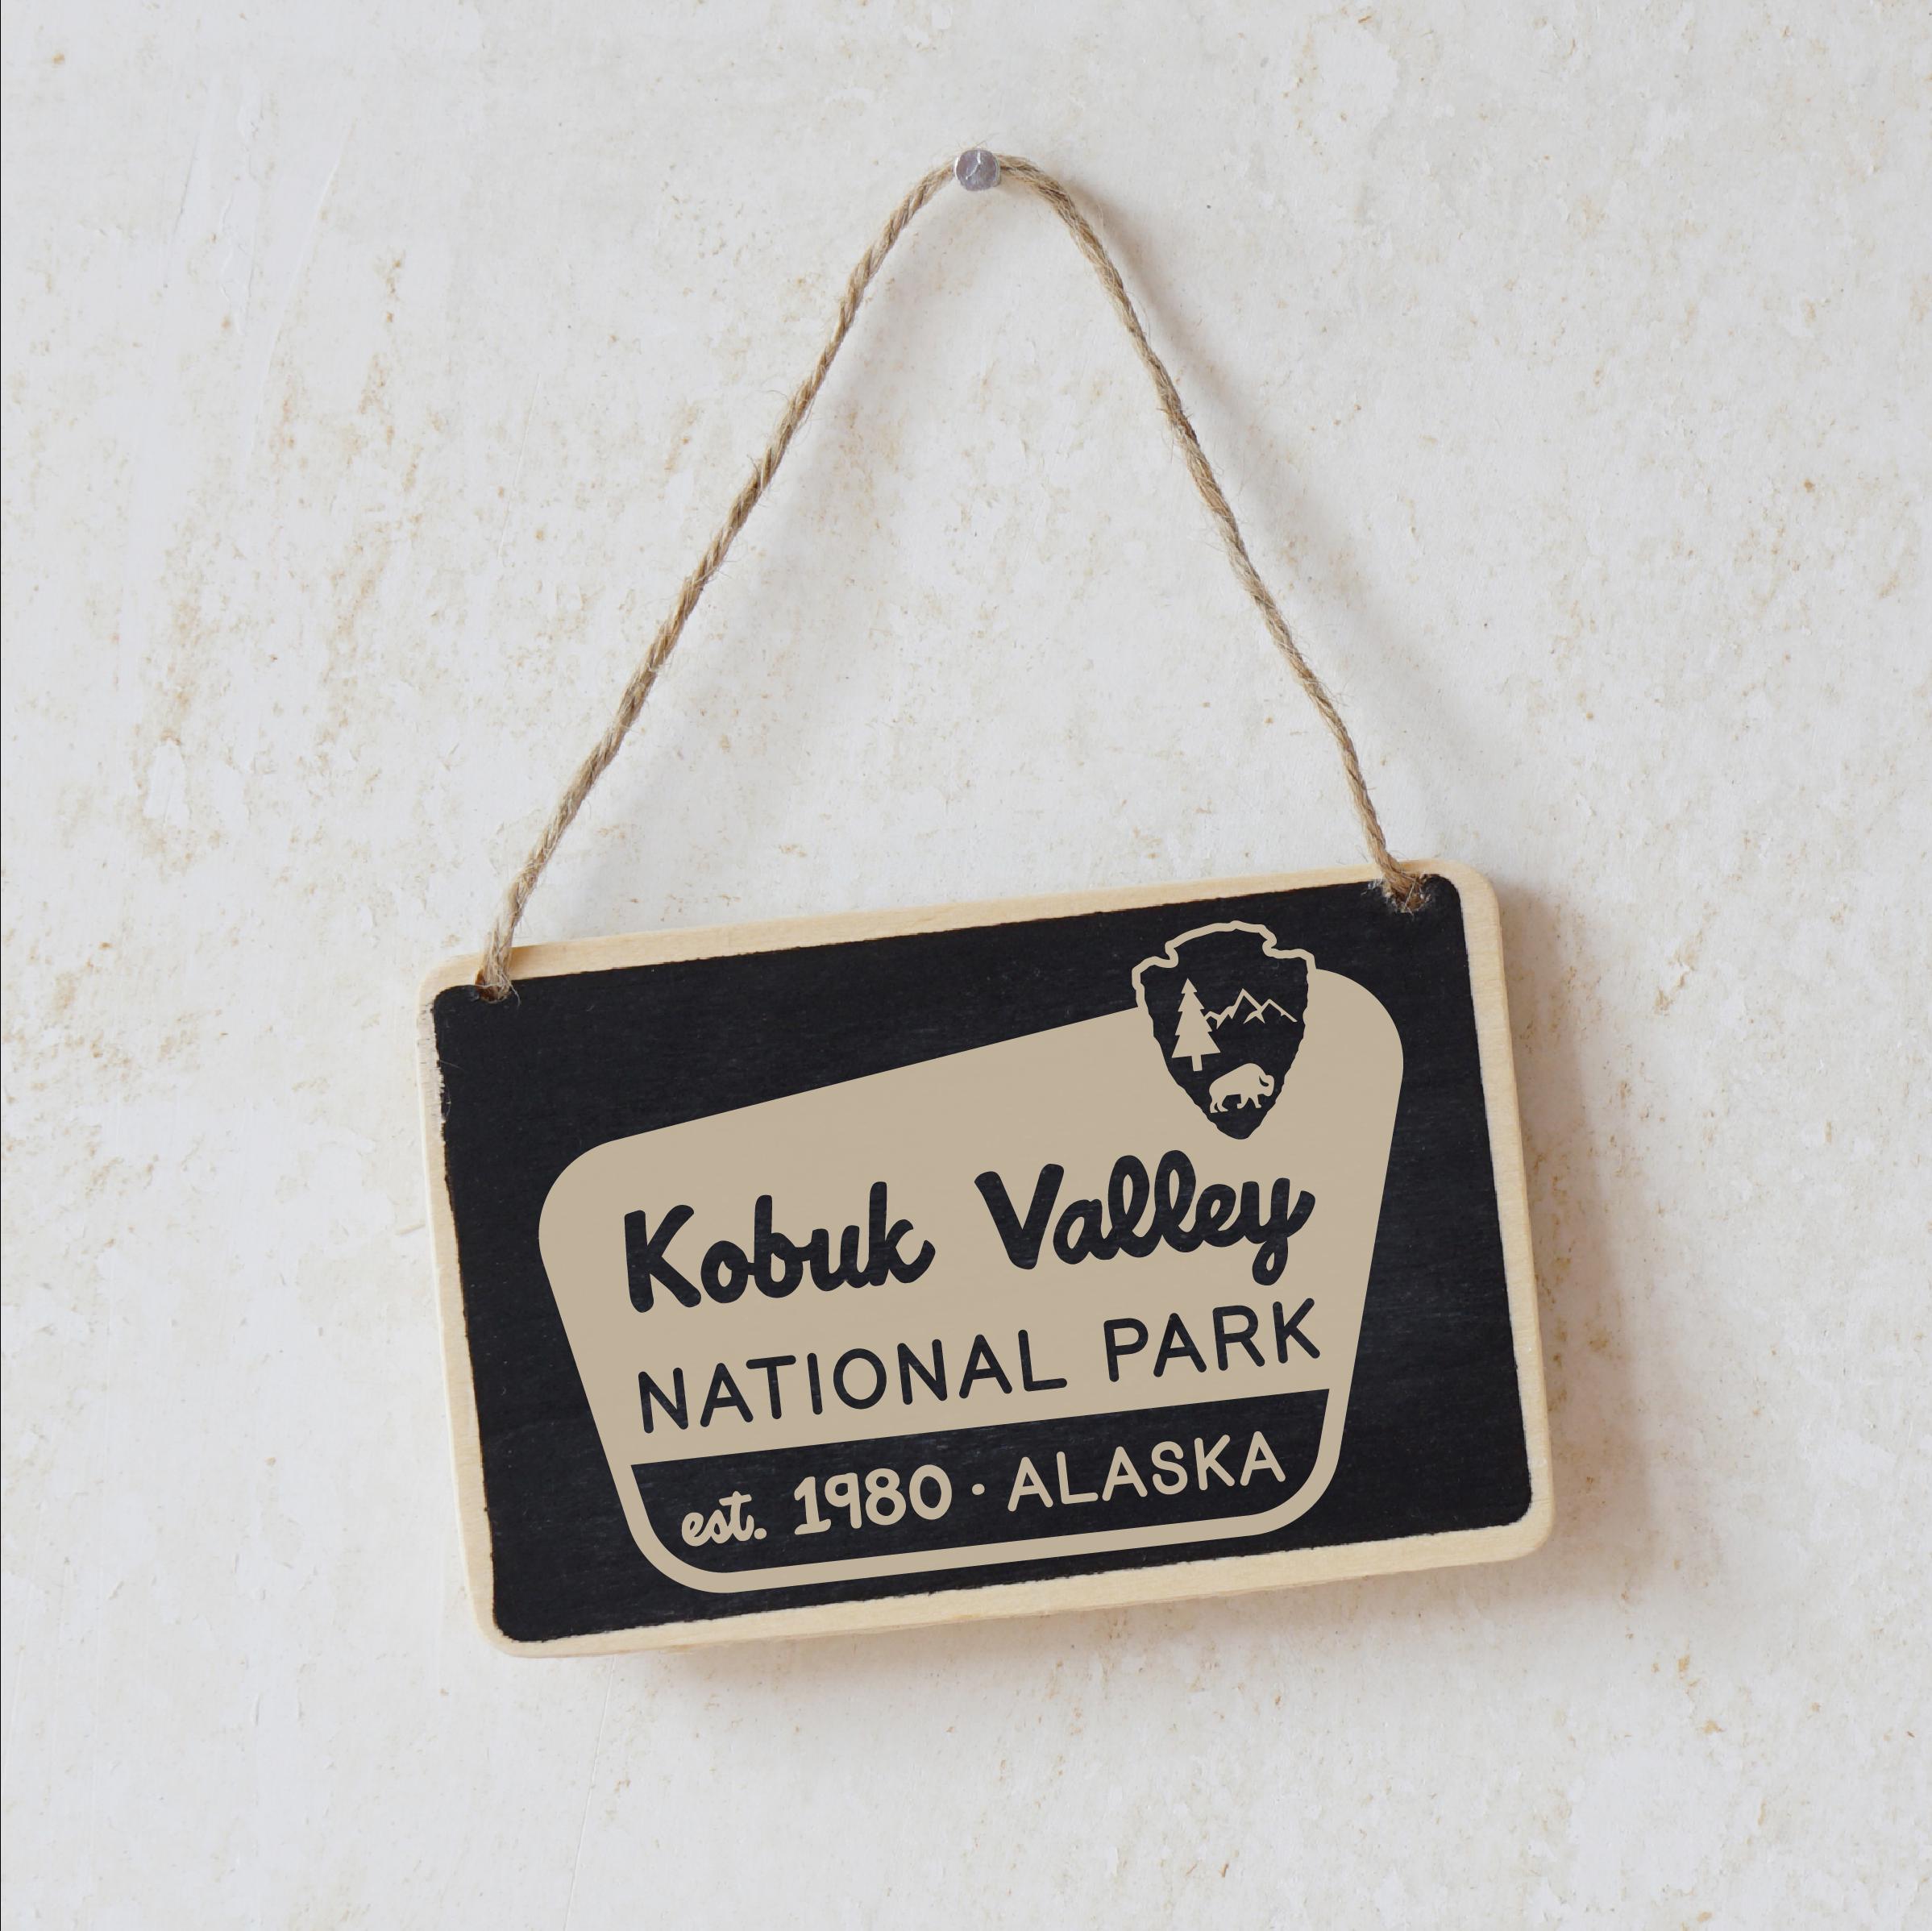 Kobuk Valley
NATIONAL PARK
est. 1980 · ALASKA